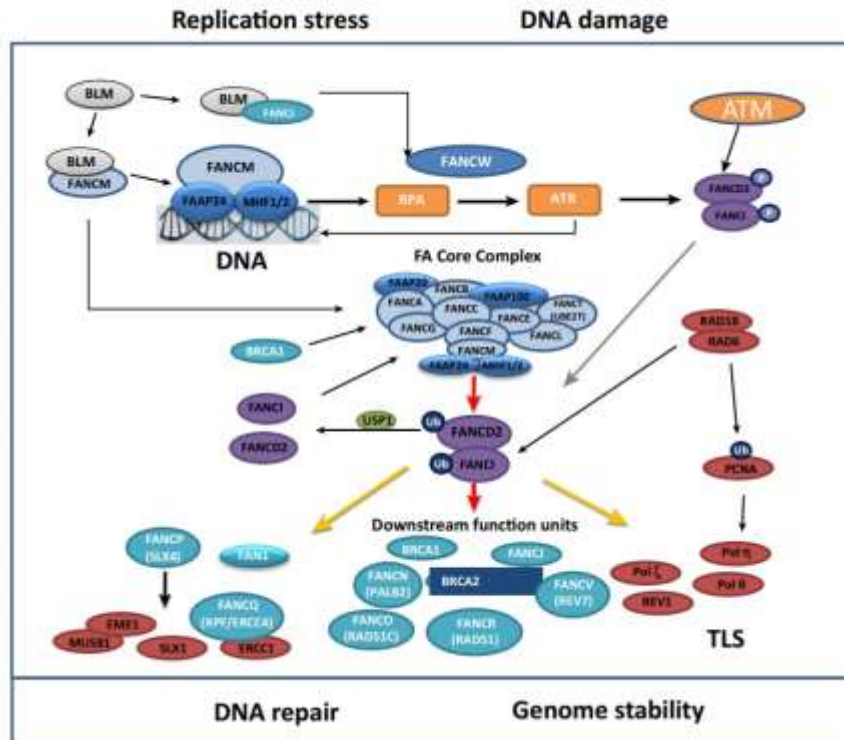 Replication stress
DNA damage
BLM
BLM
FANCJ
ATM
BLM
FANCM
FANCM
FANCW
FAAP24
MHF1/2
RPA
ATR
FANCD2
P
FANCI
P
DNA
FA Core Complex
FAAP20
FANCB
FAAP100
FANCA
FANCC
FANCE
FANCT
(UBE2T)
FANCG
FANCF
FANCL
FANCM
FAAP24
MHF1/2
BRCA1
RAD18
RAD6
FANCI
FANCD2
USP1
Ub
FANCD2
Ub
FANCI
Ub
PCNA
Downstream function units
FANCP
(SLX4)
FAN1
BRCA1
FANCJ
FANCN
(PALB2)
BRCA2
FANCV
(REV7)
Pol ζ
Pol η
REV1
FANCQ
(XPF/ERCC4)
FANCO
(RAD51C)
FANCR
(RAD51)
EME1
MUS81
SLX1
ERCC1
TLS
DNA repair
Genome stability